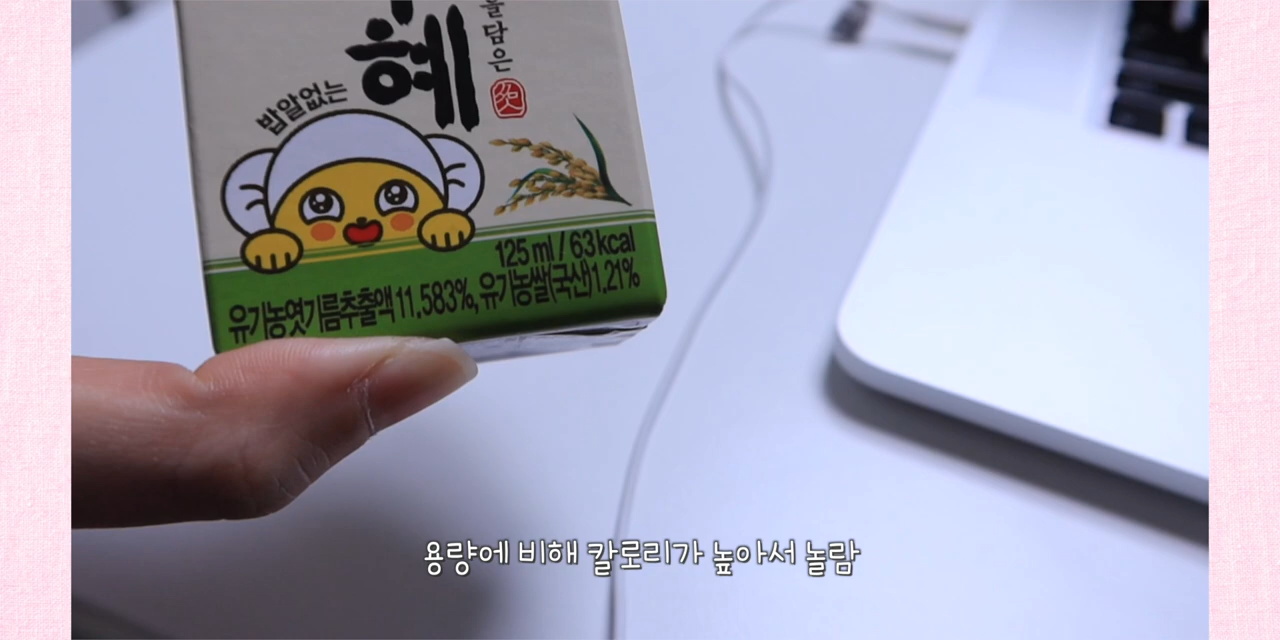 을담은
혜
밥알없는
125 ml / 63 kcal
유기농엿기름추출액 11.583%, 유기농쌀(국산)1.21%
용량에 비해 칼로리가 높아서 놀람